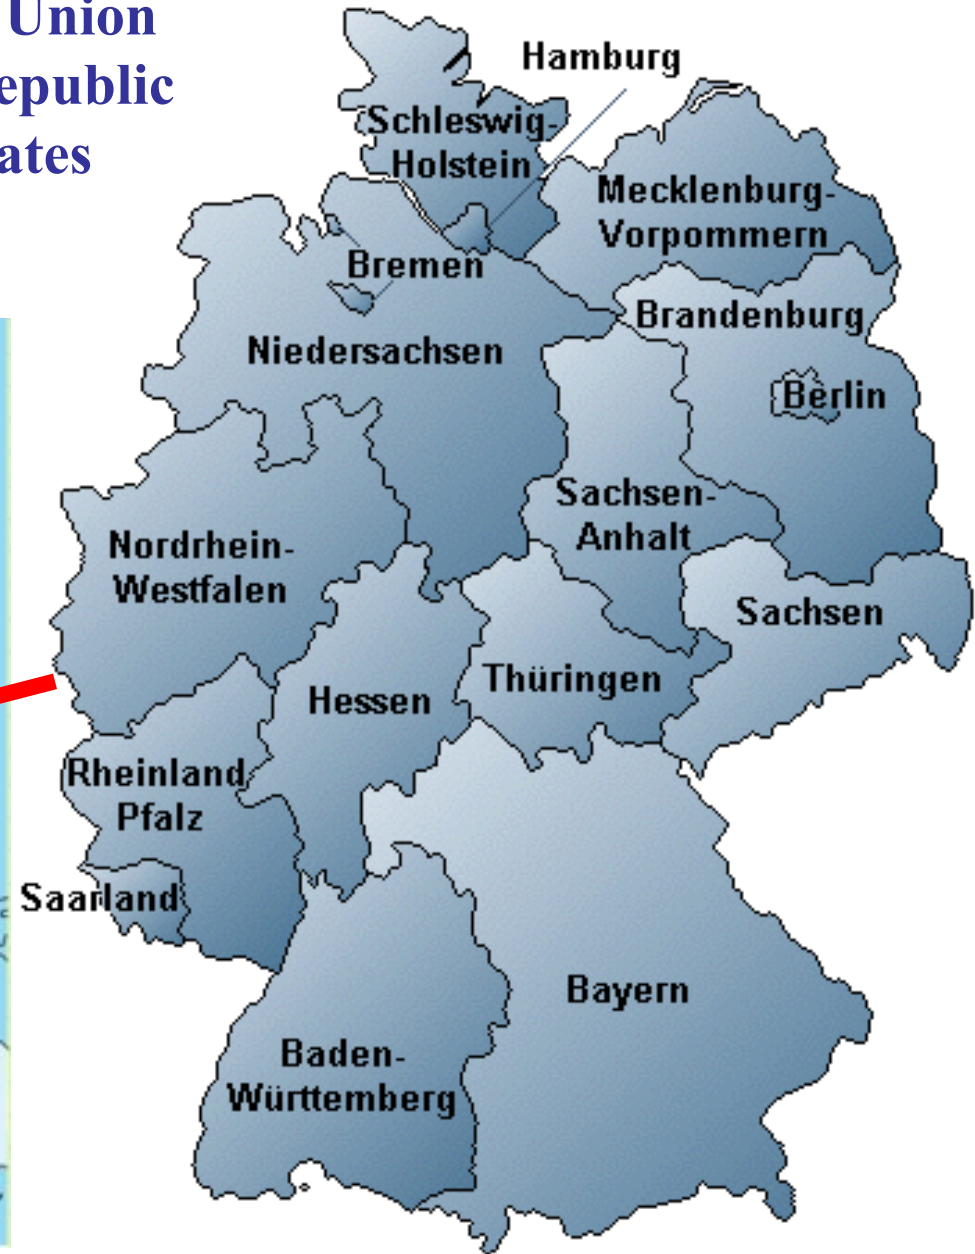 Union
epublic
ates
Hamburg
Schleswig-
Holstein
Mecklenburg-
Vorpommern
Bremen
Brandenburg
Niedersachsen
Berlin
Sachsen-
Anhalt
Nordrhein-
Westfalen
Sachsen
Thüringen
Hessen
Rheinland
Pfalz
Saarland
Bayern
Baden-
Württemberg